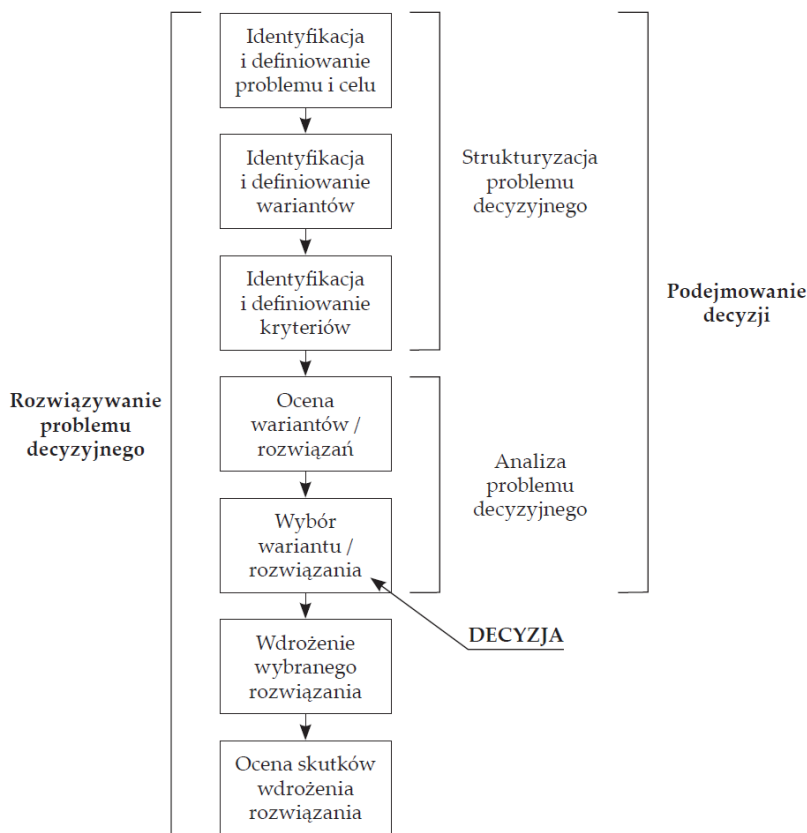 Identyfikacja
i definiowanie
problemu i celu
Identyfikacja
i definiowanie
wariantów
Strukturyzacja
problemu
decyzyjnego
Identyfikacja
i definiowanie
kryteriów
Podejmowanie
decyzji
Rozwiązywanie
problemu
decyzyjnego
Ocena
wariantów /
rozwiązań
Analiza
problemu
decyzyjnego
Wybór
wariantu /
rozwiązania
DECYZJA
Wdrożenie
wybranego
rozwiązania
Ocena skutków
wdrożenia
rozwiązania